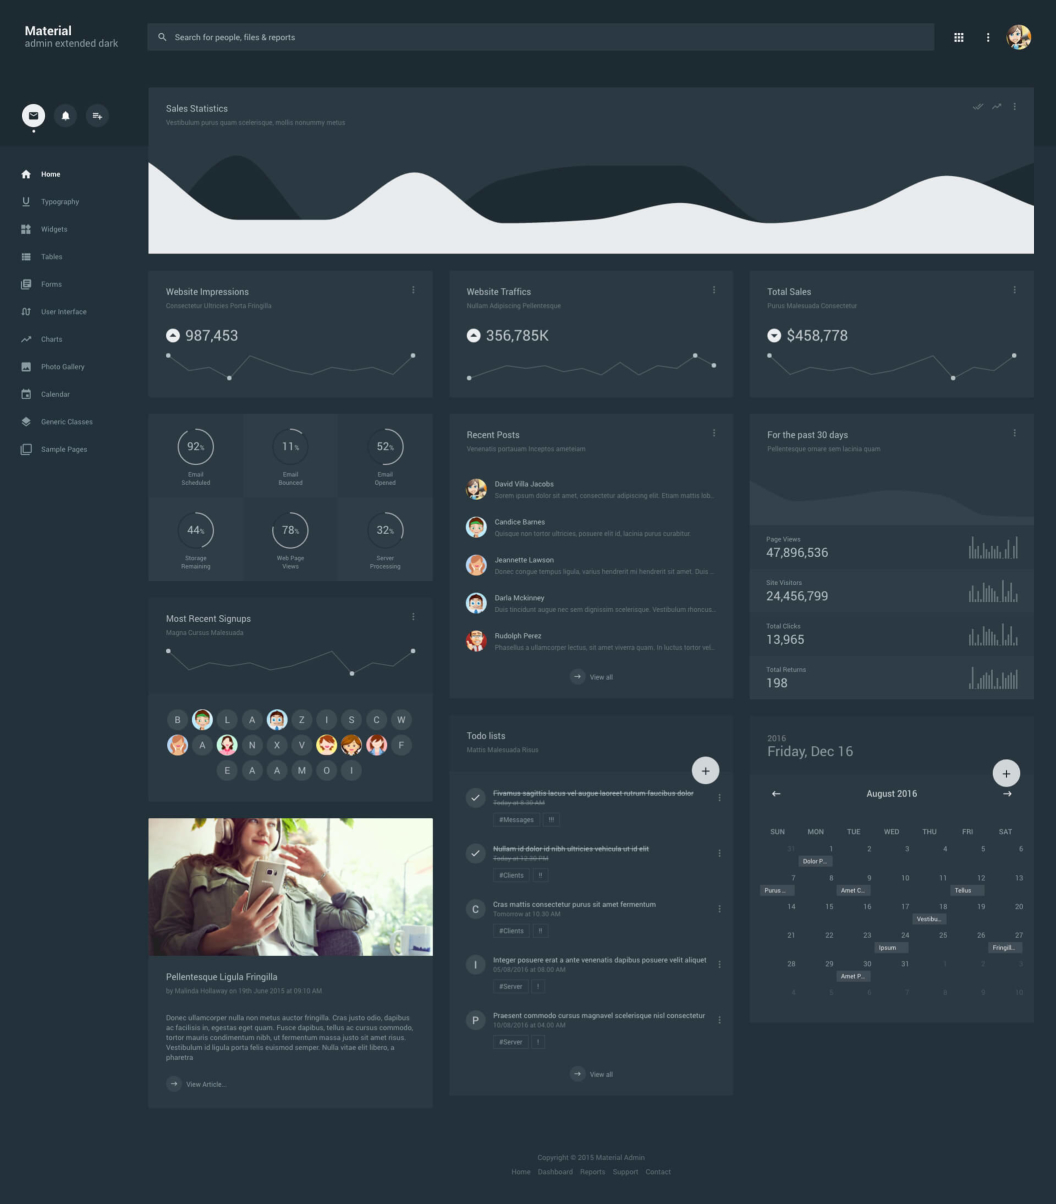 Material
admin extended dark
Search for people, files & reports
Sales Statistics
Vestibulum purus quam scelerisque, mollis nonummy metus
Home
Typography
Widgets
Tables
Forms
User Interface
Charts
Photo Gallery
Calendar
Generic Classes
Sample Pages
Website Impressions
Consectetur Ultricies Porta Fringilla
987,453
Website Traffics
Nullam Adipiscing Pellentesque
356,785K
Total Sales
Purus Malesuada Consectetur
$458,778
92%
Email
Scheduled
11%
Email
Bounced
52%
Email
Opened
44%
Storage
Remaining
78%
Web Page
Views
32%
Server
Processing
Most Recent Signups
Magna Cursus Malesuada
B L A Z I S C W
A N X V F
E A A M O I
Pellentesque Ligula Fringilla
by Malinda Hollaway on 19th June 2015 at 09:10 AM
Donec ullamcorper nulla non metus auctor fringilla. Cras justo odio, dapibus
ac facilisis in, egestas eget quam. Fusce dapibus, tellus ac cursus commodo,
tortor mauris condimentum nibh, ut fermentum massa justo sit amet risus.
Vestibulum id ligula porta felis euismod semper. Nulla vitae elit libero, a
pharetra
View Article...
Recent Posts
Venenatis portauam Inceptos ameteiam
David Villa Jacobs
Sorem ipsum dolor sit amet, consectetur adipiscing elit. Etiam mattis lob...
Candice Barnes
Quisque non tortor ultricies, posuere elit id, lacinia purus curabitur.
Jeannette Lawson
Donec congue tempus ligula, varius hendrerit mi hendrerit sit amet. Duis ...
Darla Mckinney
Duis tincidunt augue nec sem dignissim scelerisque. Vestibulum rhoncus...
Rudolph Perez
Phasellus a ullamcorper lectus, sit amet viverra quam. In luctus tortor vel...
View all
Todo lists
Mattis Malesuada Risus
Fivamus sagittis lacus vel augue laoreet rutrum faucibus dolor
Today at 8.30 AM
#Messages !!!
Nullam id dolor id nibh ultricies vehicula ut id elit
Today at 12.30 PM
#Clients !!
C
Cras mattis consectetur purus sit amet fermentum
Tomorrow at 10.30 AM
#Clients !!
I
Integer posuere erat a ante venenatis dapibus posuere velit aliquet
05/08/2016 at 08.00 AM
#Server !
P
Praesent commodo cursus magnavel scelerisque nisl consectetur
15/08/2016 at 04.00 AM
#Server !
View all
For the past 30 days
Pellentesque ornare sem lacinia quam
Page Views
47,896,536
Site Visitors
24,456,799
Total Clicks
13,965
Total Returns
198
2016
Friday, Dec 16
August 2016
SUN MON TUE WED THU FRI SAT
31 1 2 3 4 5 6
Dolor P...
7 8 9 10 11 12 13
Purus ... Amet C... Tellus
14 15 16 17 18 19 20
Vestibu...
21 22 23 24 25 26 27
Ipsum Fringill...
28 29 30 31 1 2 3
Amet P...
4 5 6 7 8 9 10
Copyright © 2015 Material Admin
Home Dashboard Reports Support Contact